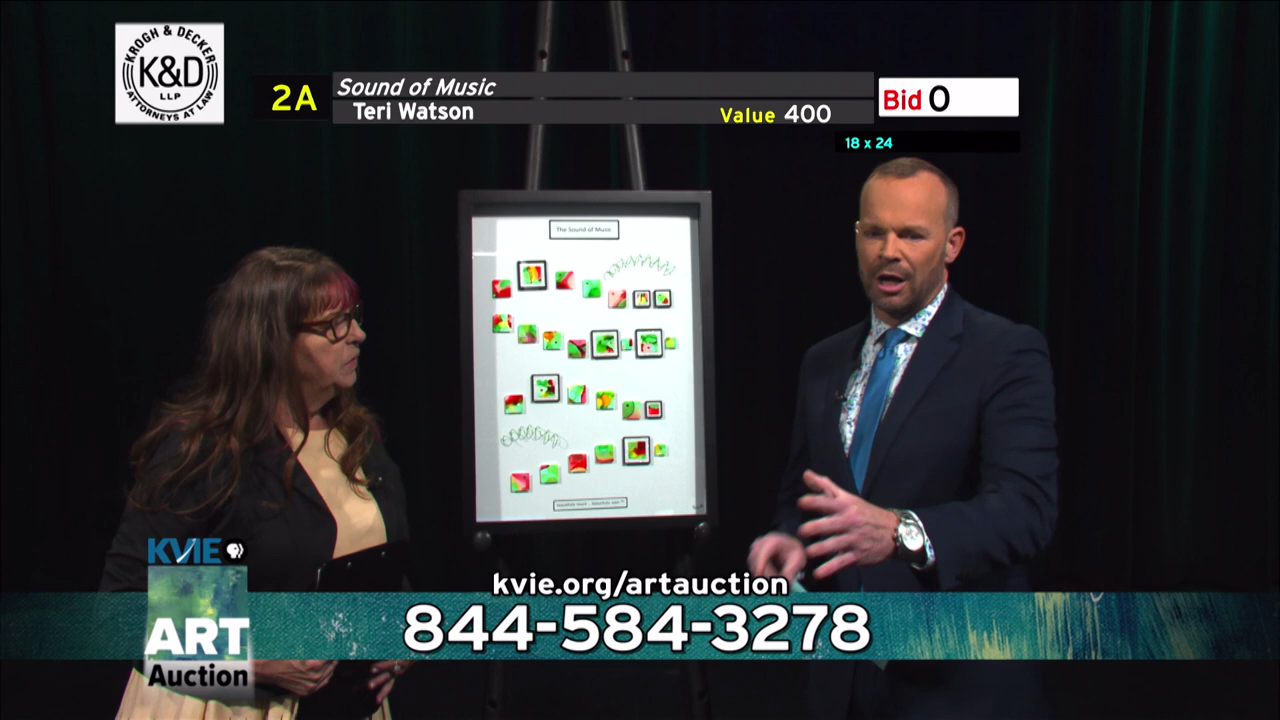 KROGH & DECKER
K&D
LLP
ATTORNEYS AT LAW
2A
Sound of Music
Teri Watson
Value 400
Bid 0
18 x 24
The Sound of Music
KVIE
kvie.org/artauction
844-584-3278
ART
Auction